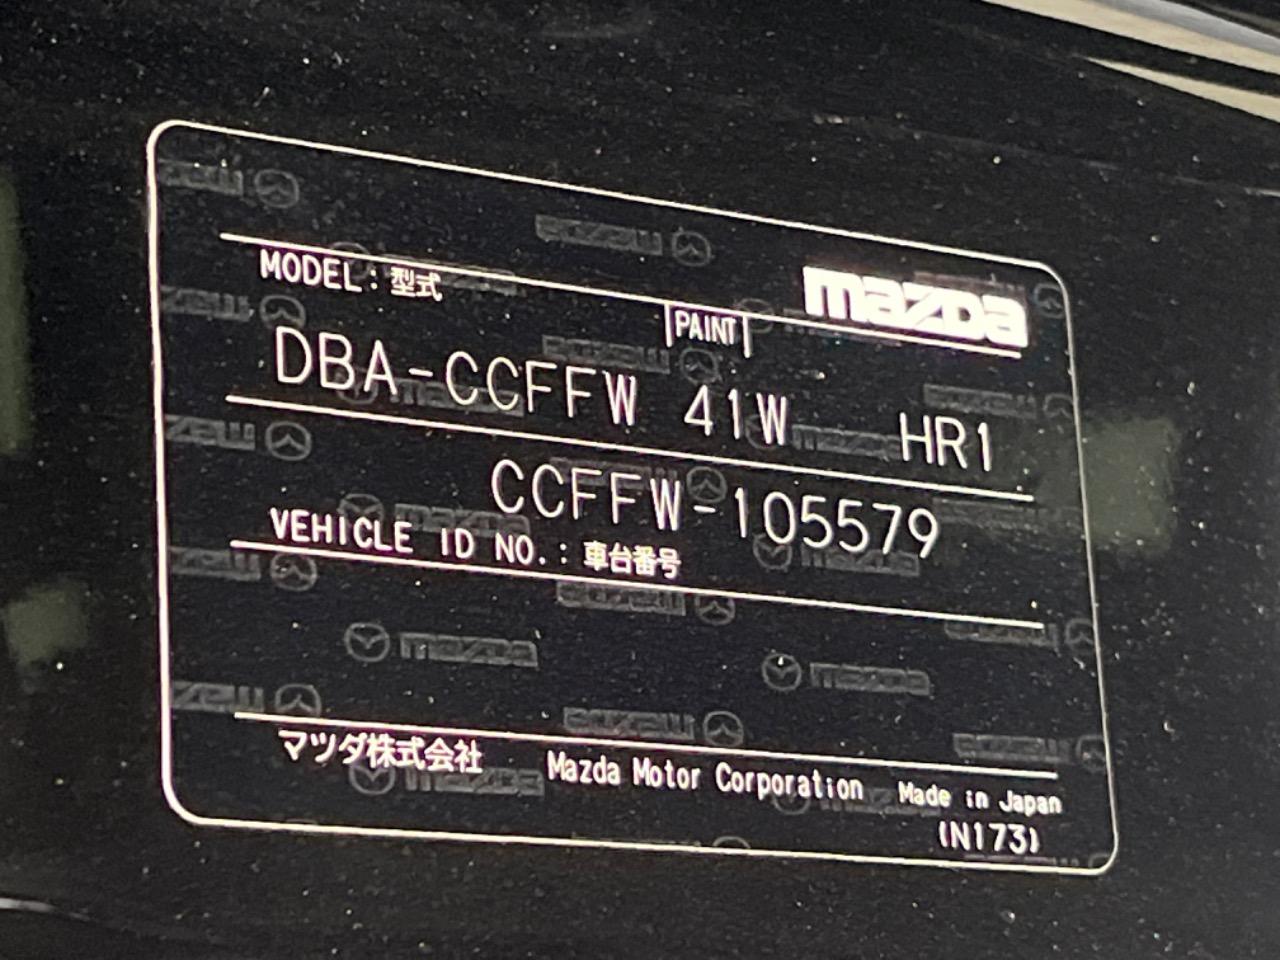 mazda
MODEL：型式
PAINT
DBA-CCFFW 41W HR1
CCFFW-105579
VEHICLE ID NO.：車台番号
マツダ株式会社 Mazda Motor Corporation Made in Japan
(N173)